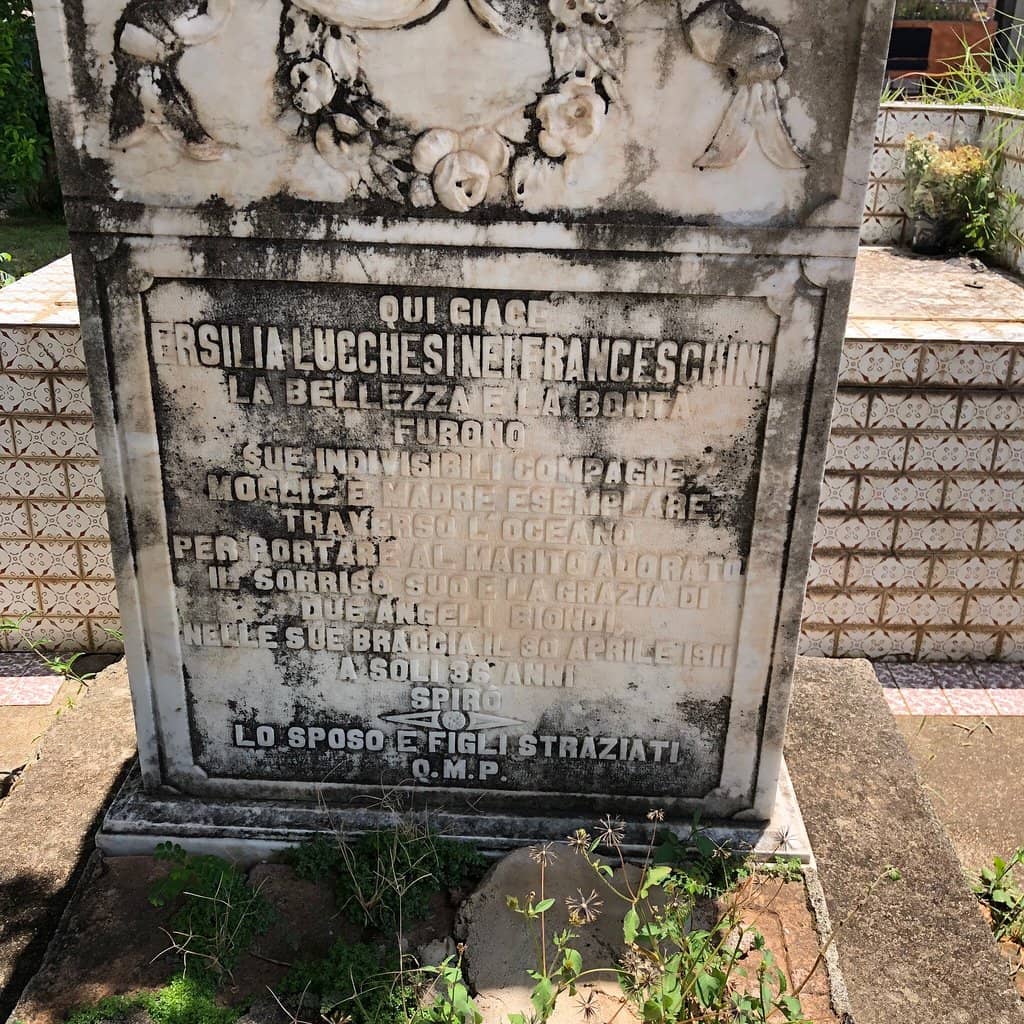 QUI GIACE
ERSILIA LUCCHESI NEI FRANCESCHINI
LA BELLEZZA E LA BONTÀ
FURONO
SUE INDIVISIBILI COMPAGNE
MOGLIE E MADRE ESEMPLARE
TRAVERSÒ L'OCEANO
PER PORTARE AL MARITO ADORATO
IL SORRISO SUO E LA GRAZIA DI
DUE ANGELI BIONDI,
NELLE SUE BRACCIA IL 30 APRILE 1911
A SOLI 36 ANNI
SPIRÒ
LO SPOSO E FIGLI STRAZIATI
Q.M.P.